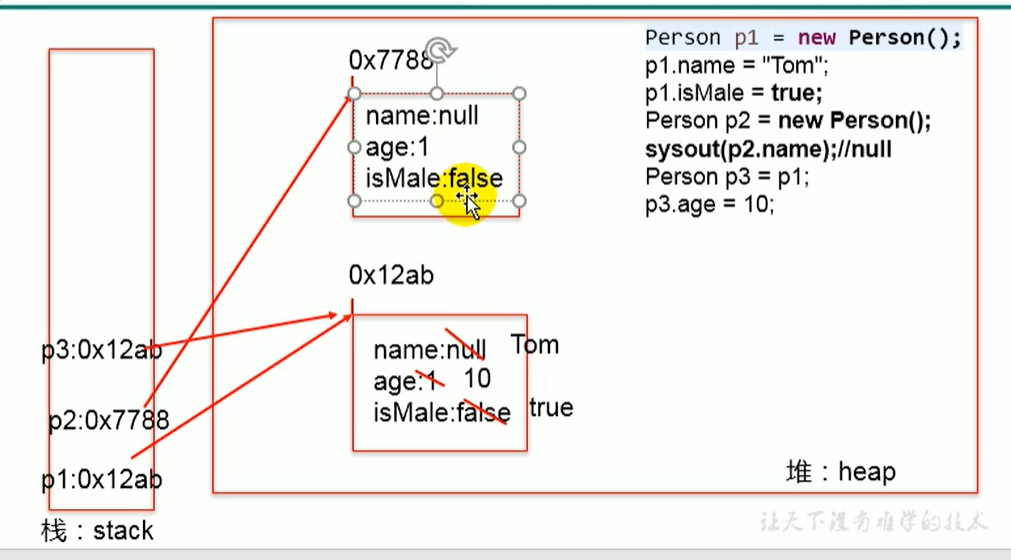 0x7788
name:null
age:1
isMale:false
0x12ab
name:null Tom
age:1 10
isMale:false true
堆：heap
p3:0x12ab
p2:0x7788
p1:0x12ab
栈：stack
Person p1 = new Person();
p1.name = "Tom";
p1.isMale = true;
Person p2 = new Person();
sysout(p2.name);//null
Person p3 = p1;
p3.age = 10;
让天下没有难学的技术